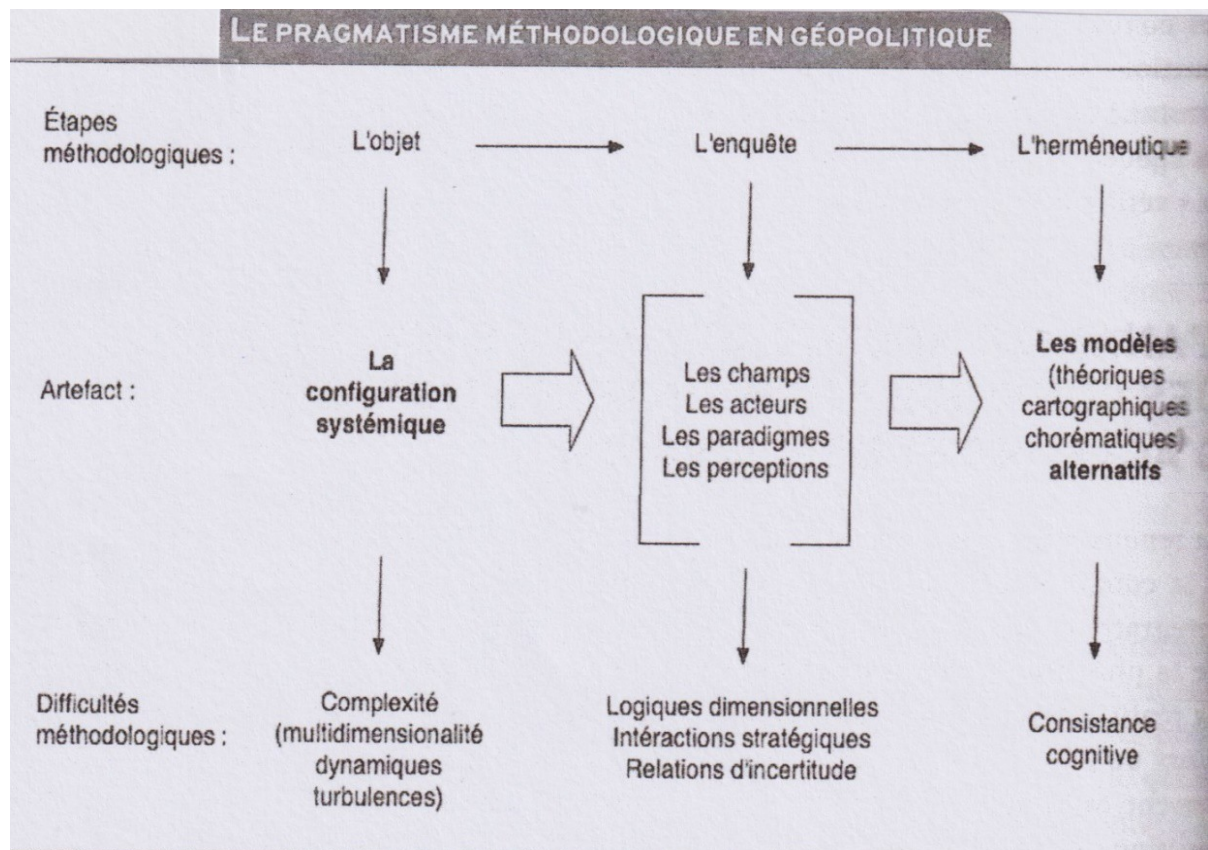 LE PRAGMATISME MÉTHODOLOGIQUE EN GÉOPOLITIQUE
Étapes
méthodologiques :
L'objet
L'enquête
L'herméneutique
Artefact :
La
configuration
systémique
Les champs
Les acteurs
Les paradigmes
Les perceptions
Les modèles
(théoriques
cartographiques
chorématiques)
alternatifs
Difficultés
méthodologiques :
Complexité
(multidimensionalité
dynamiques
turbulences)
Logiques dimensionnelles
Intéractions stratégiques
Relations d'incertitude
Consistance
cognitive